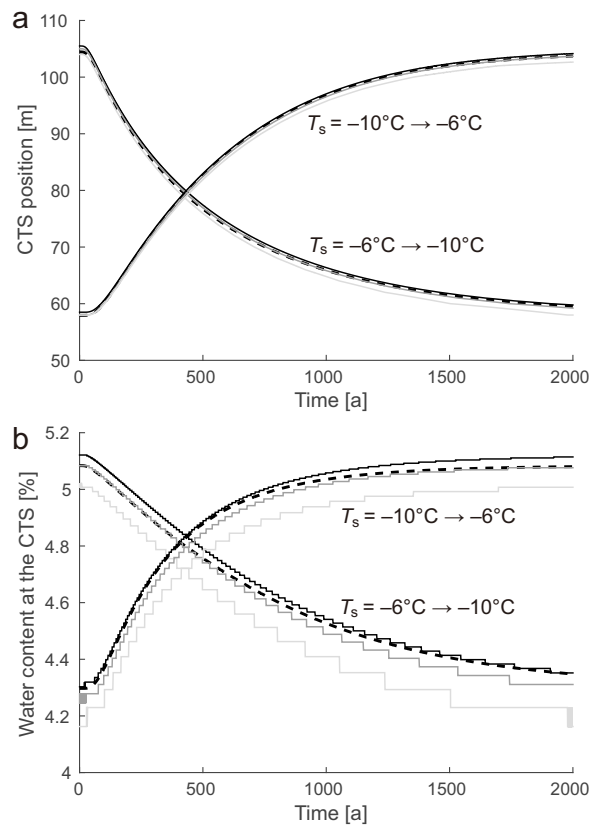 a
110
100
90
80
70
60
50
CTS position [m]
Tₛ = –10°C → –6°C
Tₛ = –6°C → –10°C
0 500 1000 1500 2000
Time [a]
b
5.2
5
4.8
4.6
4.4
4.2
4
Water content at the CTS [%]
Tₛ = –10°C → –6°C
Tₛ = –6°C → –10°C
0 500 1000 1500 2000
Time [a]